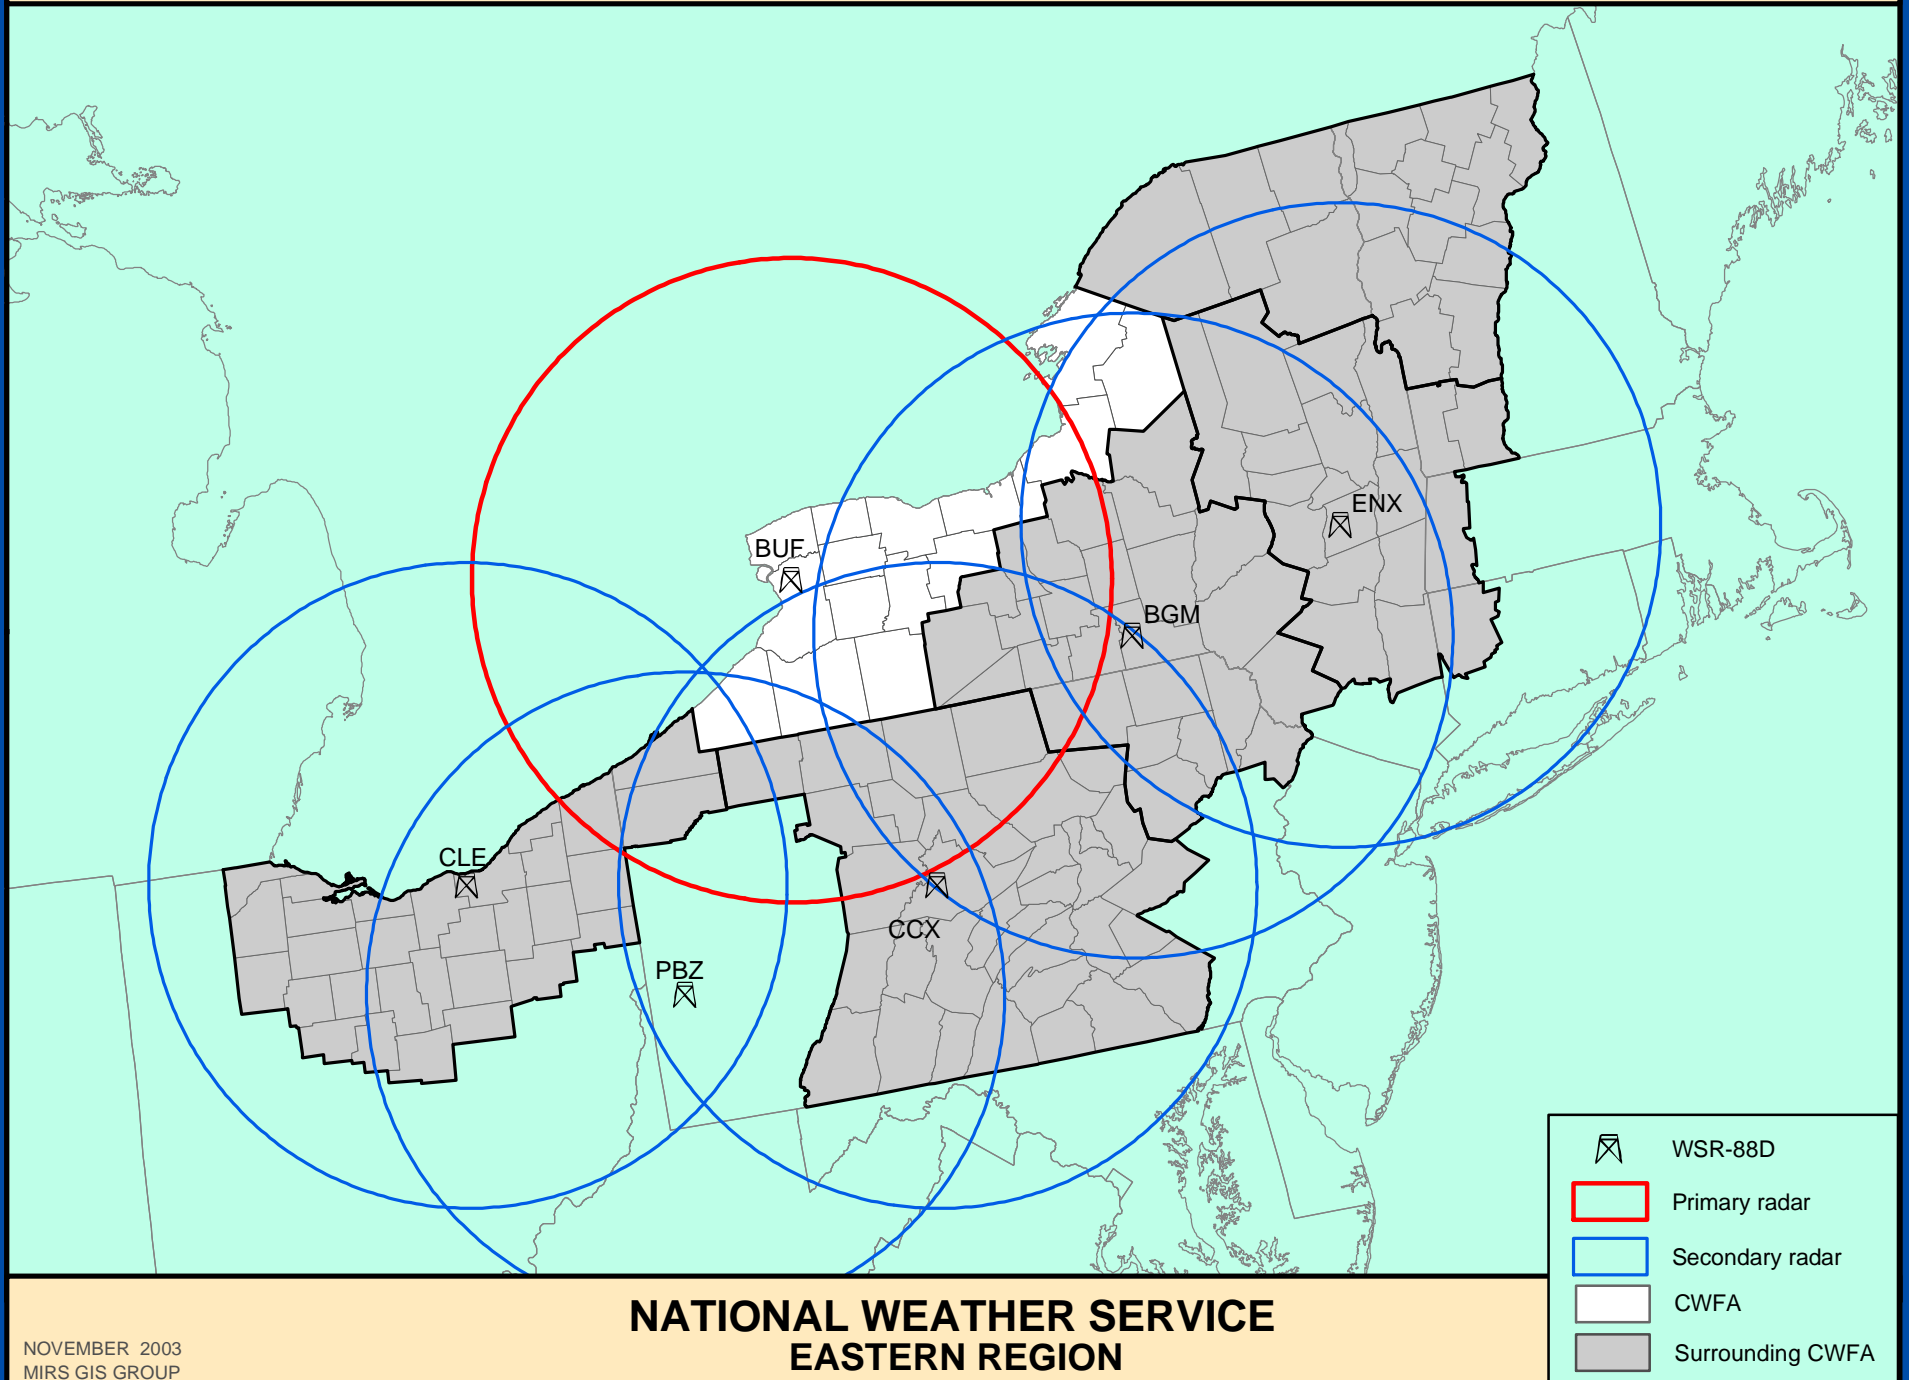 BUF
ENX
BGM
CLE
CCX
PBZ
WSR-88D
Primary radar
Secondary radar
CWFA
Surrounding CWFA
NATIONAL WEATHER SERVICE
EASTERN REGION
NOVEMBER 2003
MIRS GIS GROUP